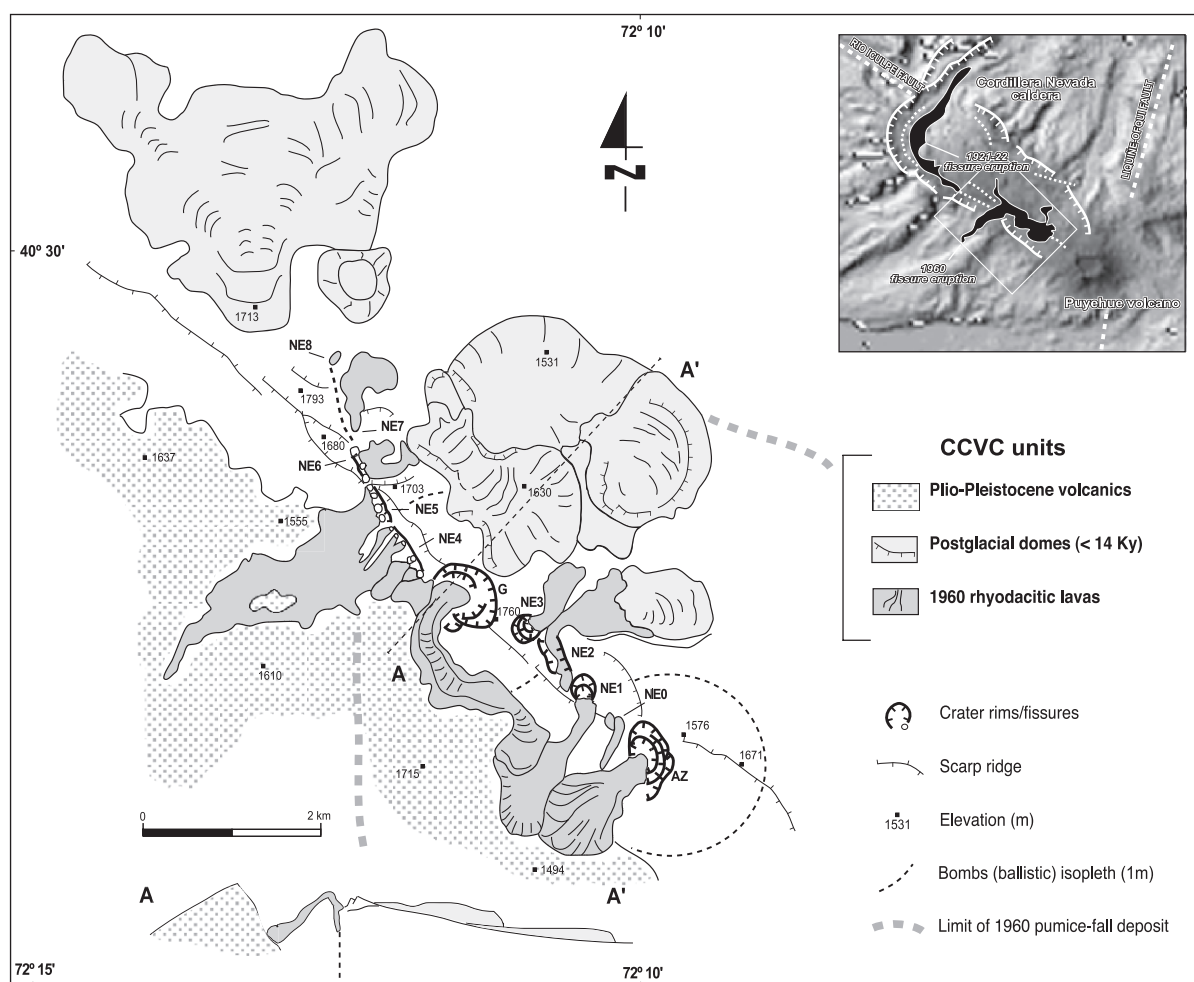 72º 10'
RIO ICULPE FAULT
Cordillera Nevada
caldera
LIQUIÑE-OFQUI FAULT
1921-22
fissure eruption
1960
fissure eruption
Puyehue volcano
N
40º 30'
1713
NE8
1793
1531
A'
NE7
1680
1637
NE6
1703
1630
NE5
1555
NE4
G
NE3
1760
NE2
A
1610
NE1
NE0
1576
1715
1671
AZ
0
2 km
1494
A
A'
72º 15'
72º 10'
CCVC units
Plio-Pleistocene volcanics
Postglacial domes (< 14 Ky)
1960 rhyodacitic lavas
Crater rims/fissures
Scarp ridge
1531
Elevation (m)
Bombs (ballistic) isopleth (1m)
Limit of 1960 pumice-fall deposit